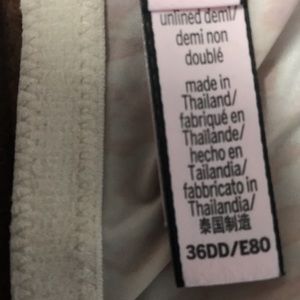 unlined demi/
demi non
doublé
made in
Thailand/
fabriqué en
Thaïlande/
hecho en
Tailandia/
fabbricato in
Thailandia/
泰国制造
36DD/E80